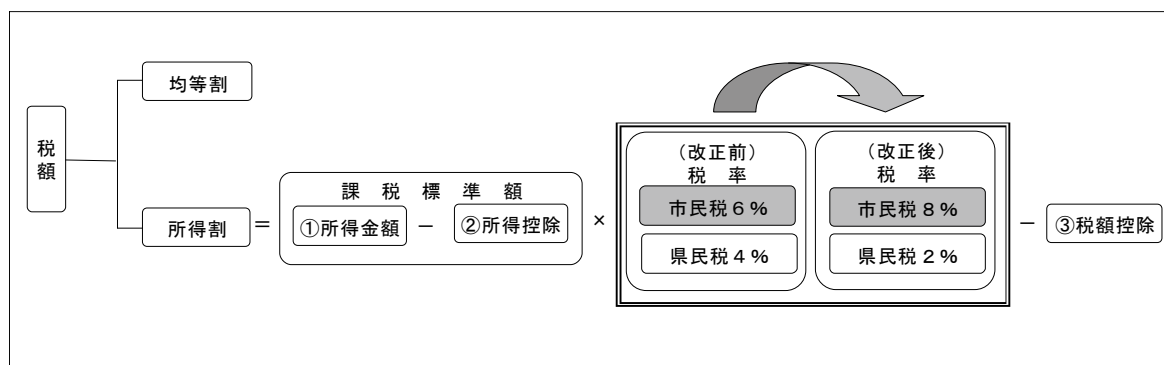 税額
均等割
所得割
＝
課税標準額
①所得金額
－
②所得控除
×
（改正前）
税率
市民税６％
県民税４％
（改正後）
税率
市民税８％
県民税２％
－
③税額控除